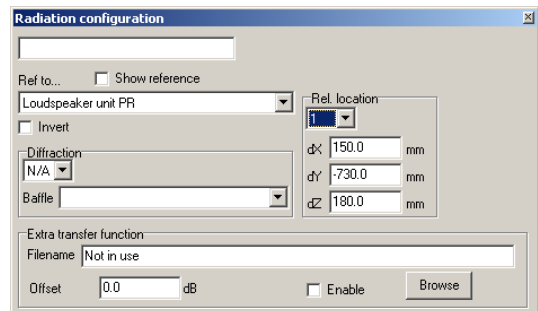 Radiation configuration
Ref to... Show reference
Loudspeaker unit PR
Invert
Rel. location
1
dX 150.0 mm
dY -730.0 mm
dZ 180.0 mm
Diffraction
N/A
Baffle
Extra transfer function
Filename Not in use
Offset 0.0 dB Enable Browse